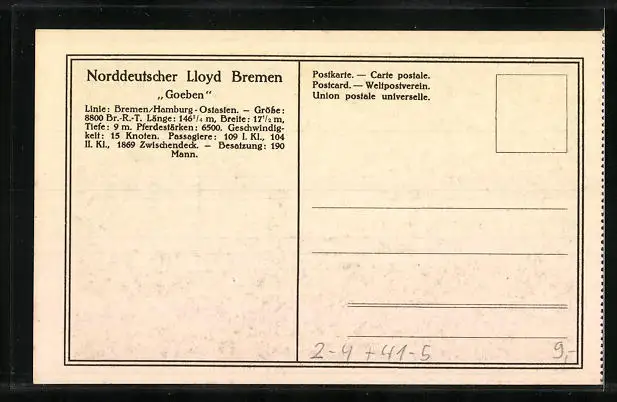 Norddeutscher Lloyd Bremen
„Goeben"
Linie: Bremen/Hamburg-Ostasien. — Größe:
8800 Br.-R.-T. Länge: 146¹/₄ m, Breite: 17¹/₂ m,
Tiefe: 9 m. Pferdestärken: 6500. Geschwindig-
keit: 15 Knoten. Passagiere: 109 I. Kl., 104
II. Kl., 1869 Zwischendeck. — Besatzung: 190
Mann.
Postkarte. — Carte postale.
Postcard. — Weltpostverein.
Union postale universelle.
2-4 + 41-5
9,-